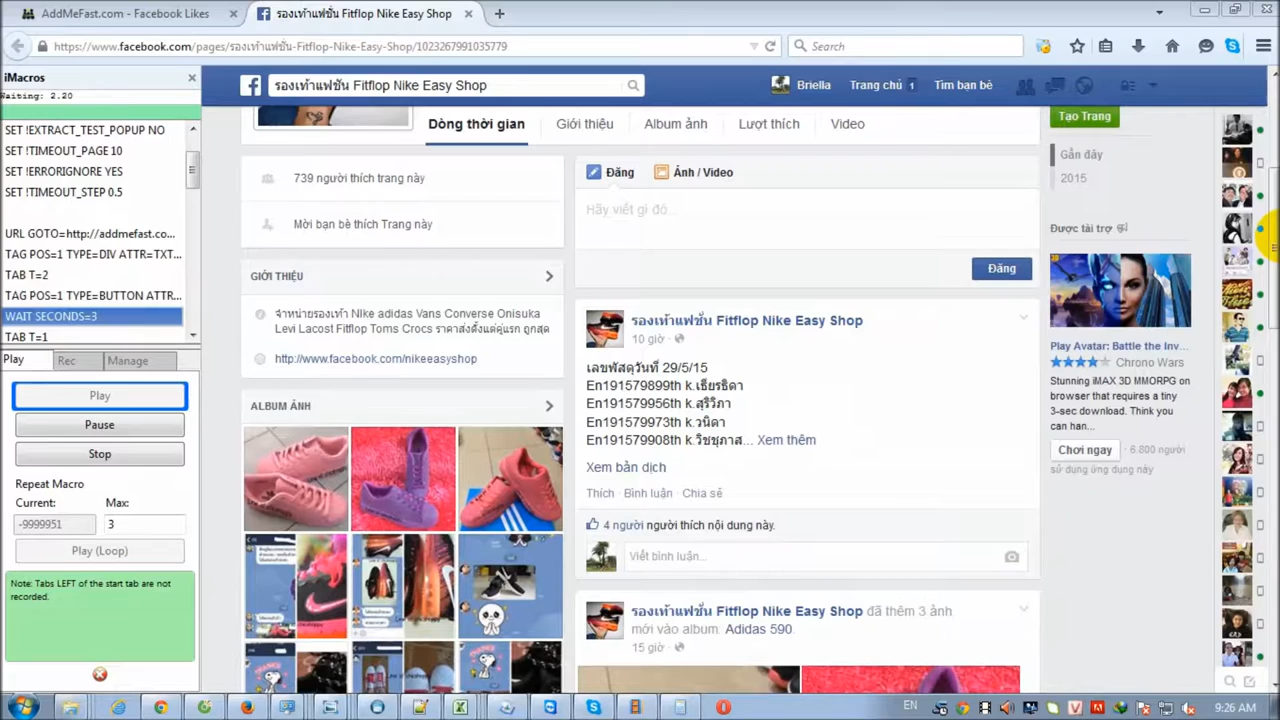 AddMeFast.com - Facebook Likes
รองเท้าแฟชั่น Fitflop Nike Easy Shop
https://www.facebook.com/pages/รองเท้าแฟชั่น-Fitflop-Nike-Easy-Shop/1023267991035779
Search
iMacros
Waiting: 2.20
SET !EXTRACT_TEST_POPUP NO
SET !TIMEOUT_PAGE 10
SET !ERRORIGNORE YES
SET !TIMEOUT_STEP 0.5
URL GOTO=http://addmefast.co...
TAG POS=1 TYPE=DIV ATTR=TXT...
TAB T=2
TAG POS=1 TYPE=BUTTON ATTR...
WAIT SECONDS=3
TAB T=1
Play
Rec
Manage
Play
Pause
Stop
Repeat Macro
Current:
Max:
-9999951
3
Play (Loop)
Note: Tabs LEFT of the start tab are not
recorded.
รองเท้าแฟชั่น Fitflop Nike Easy Shop
Briella
Trang chủ 1
Tìm bạn bè
Dòng thời gian
Giới thiệu
Album ảnh
Lượt thích
Video
739 người thích trang này
Mời bạn bè thích Trang này
GIỚI THIỆU
จำหน่ายรองเท้า NIke adidas Vans Converse Onisuka
Levi Lacost Fitflop Toms Crocs ราคาส่งตั้งแต่คู่แรก ถูกสุด
http://www.facebook.com/nikeeasyshop
ALBUM ẢNH
Đăng
Ảnh / Video
Hãy viết gì đó...
Đăng
รองเท้าแฟชั่น Fitflop Nike Easy Shop
10 giờ
เลขพัสดุวันที่ 29/5/15
En191579899th k.เธียรธิดา
En191579956th k.สุริวิภา
En191579973th k.วนิดา
En191579908th k.วิชชุภาส... Xem thêm
Xem bản dịch
Thích Bình luận Chia sẻ
4 người người thích nội dung này.
Viết bình luận...
รองเท้าแฟชั่น Fitflop Nike Easy Shop đã thêm 3 ảnh
mới vào album: Adidas 590
15 giờ
Tạo Trang
Gần đây
2015
Được tài trợ
Play Avatar: Battle the Inv...
Chrono Wars
Stunning iMAX 3D MMORPG
browser that requires a tiny
3-sec download. Think you
can han...
Chơi ngay
6.800 người
sử dụng ứng dụng này
EN
9:26 AM